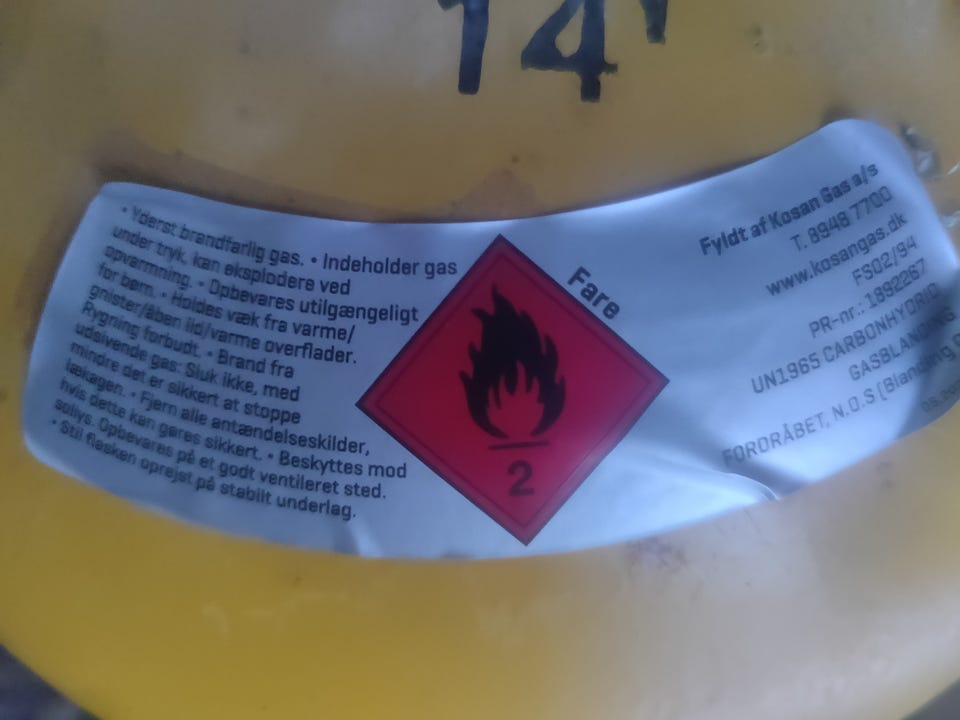 14
• Yderst brandfarlig gas. • Indeholder gas
under tryk, kan eksplodere ved
opvarmning. • Opbevares utilgængeligt
for børn. • Holdes væk fra varme/
gnister/åben ild/varme overflader.
Rygning forbudt. • Brand fra
udsivende gas: Sluk ikke, med
mindre det er sikkert at stoppe
lækagen. • Fjern alle antændelseskilder,
hvis dette kan gøres sikkert. • Beskyttes mod
sollys. Opbevares på et godt ventileret sted.
• Stil flasken oprejst på stabilt underlag.
Fare
2
Fyldt af Kosan Gas a/s
T. 8948 7700
www.kosangas.dk
FS02/94
PR-nr.: 1892267
UN1965 CARBONHYDRID
GASBLANDING
FORDRÅBET, N.O.S (Blanding